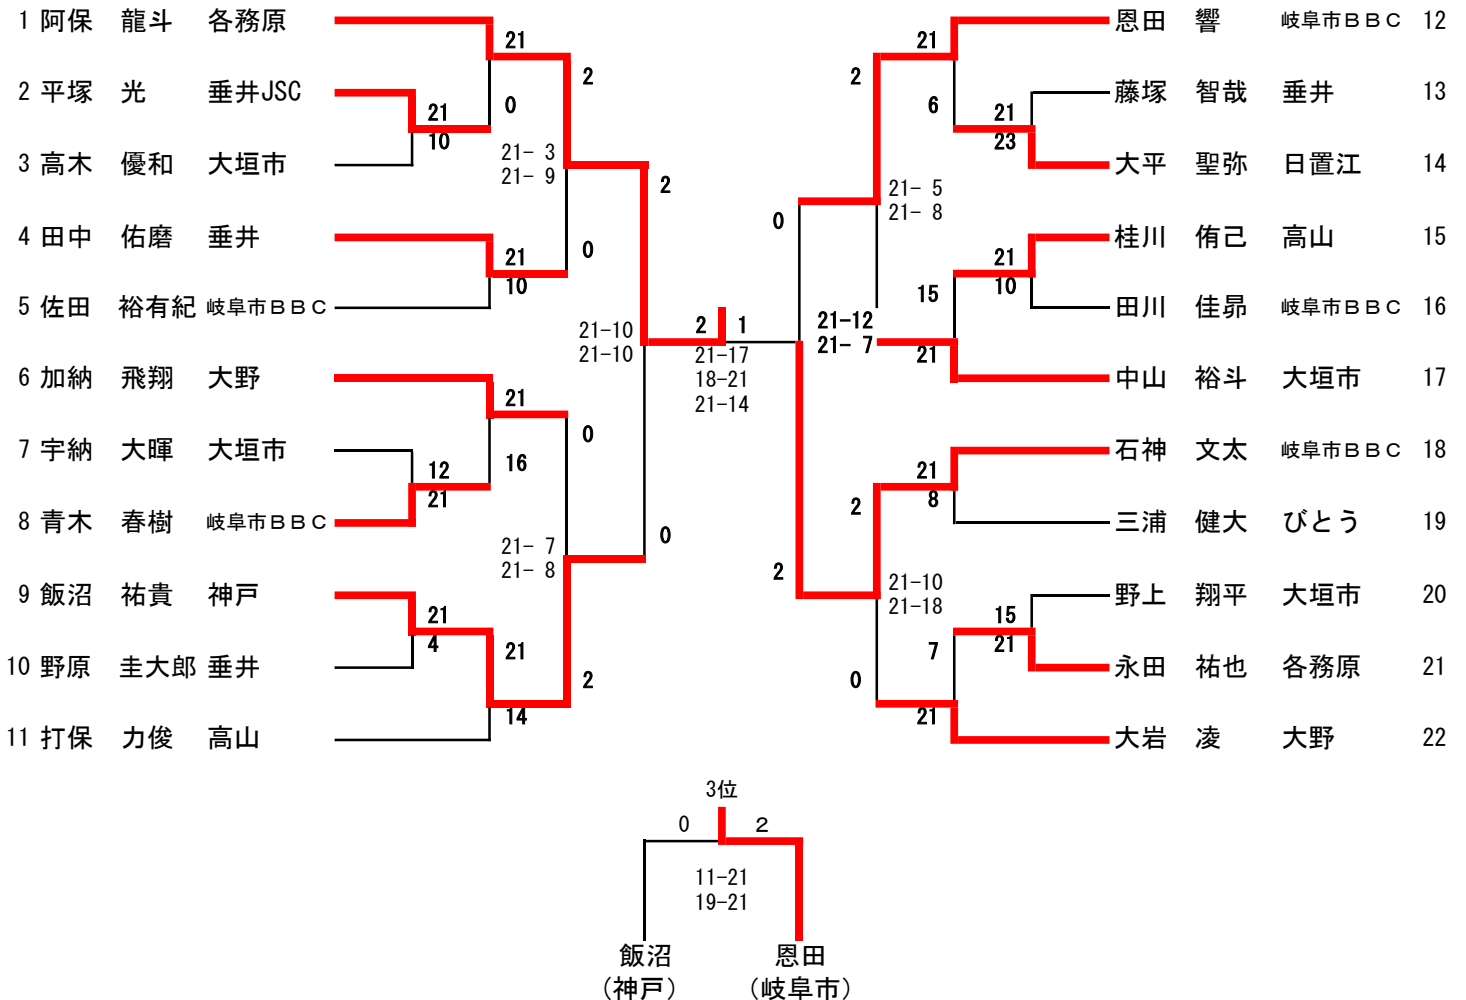 1 阿保 龍斗 各務原
21
2
2 平塚 光 垂井JSC
0
21
10
3 高木 優和 大垣市
21- 3
21- 9
2
4 田中 佑磨 垂井
0
21
10
5 佐田 裕有紀 岐阜市ＢＢＣ
21-10
21-10
6 加納 飛翔 大野
21
0
7 宇納 大暉 大垣市
16
12
21
8 青木 春樹 岐阜市ＢＢＣ
21- 7
21- 8
0
9 飯沼 祐貴 神戸
21
4
21
2
10 野原 圭大郎 垂井
14
11 打保 力俊 高山
2 1
21-17
18-21
21-14
恩田 響 岐阜市ＢＢＣ 12
21
2
藤塚 智哉 垂井 13
6
21
23
大平 聖弥 日置江 14
21- 5
21- 8
0
桂川 侑己 高山 15
21
10
15
田川 佳昴 岐阜市ＢＢＣ 16
21-12
21- 7
21
中山 裕斗 大垣市 17
石神 文太 岐阜市ＢＢＣ 18
21
8
2
三浦 健大 びとう 19
2
21-10
21-18
野上 翔平 大垣市 20
15
21
7
0
永田 祐也 各務原 21
21
大岩 凌 大野 22
3位
0 2
11-21
19-21
飯沼 恩田
(神戸) (岐阜市)